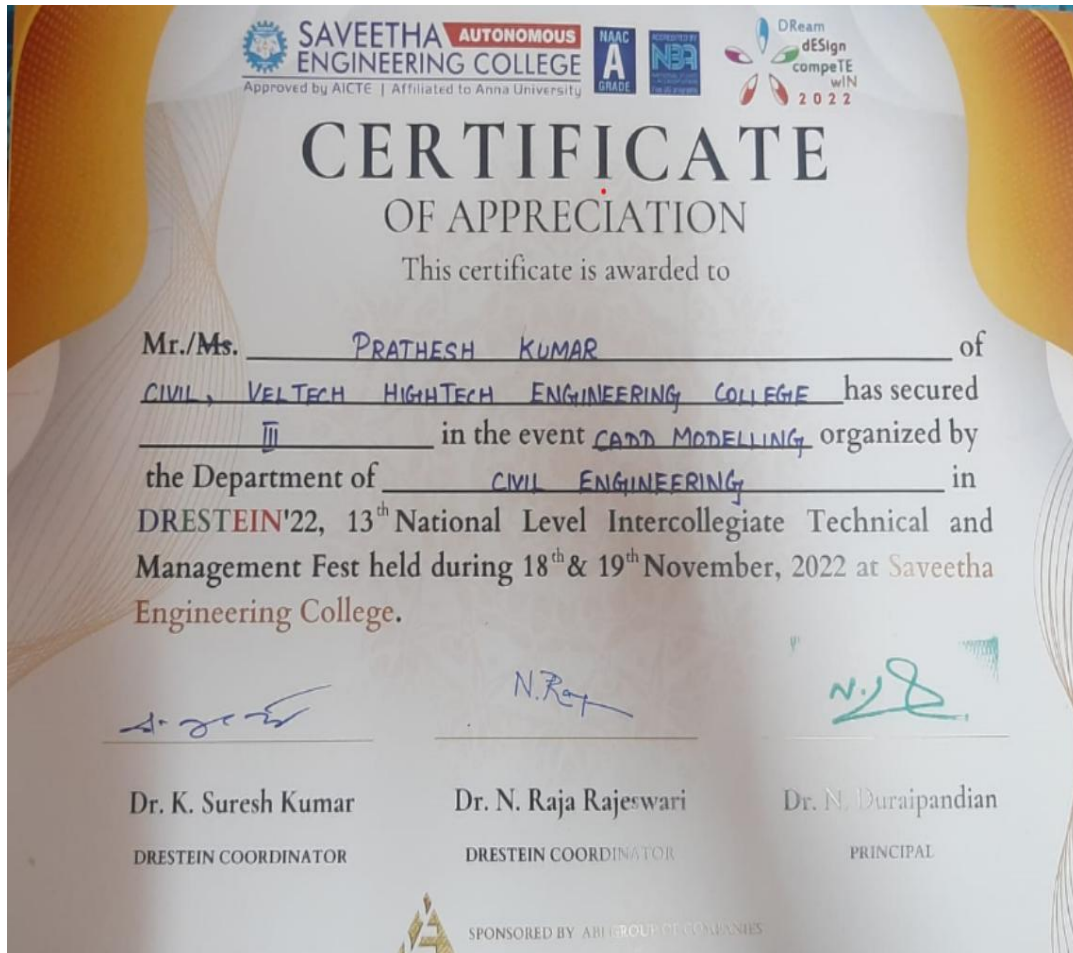 SAVEETHA AUTONOMOUS
ENGINEERING COLLEGE
Approved by AICTE | Affiliated to Anna University
NAAC
A
GRADE
ACCREDITED BY
NBA
DReam
dESIgn
compeTE
wIN
2022
CERTIFICATE
OF APPRECIATION
This certificate is awarded to
Mr./Ms. PRATHESH KUMAR of
CIVIL, VELTECH HIGHTECH ENGINEERING COLLEGE has secured
III in the event CADD MODELLING organized by
the Department of CIVIL ENGINEERING in
DRESTEIN'22, 13th National Level Intercollegiate Technical and
Management Fest held during 18th & 19th November, 2022 at Saveetha
Engineering College.
N. Raj
Dr. K. Suresh Kumar Dr. N. Raja Rajeswari Dr. N. Duraipandian
DRESTEIN COORDINATOR DRESTEIN COORDINATOR PRINCIPAL
SPONSORED BY ABI GROUP OF COMPANIES